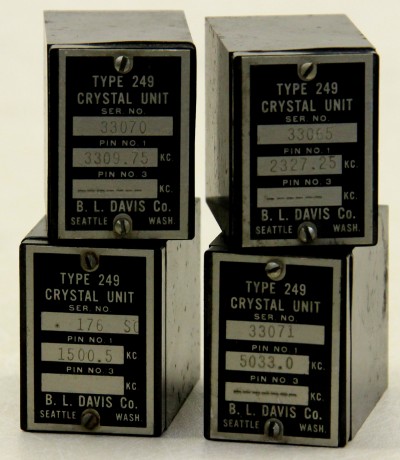 TYPE 249
CRYSTAL UNIT
SER. NO.
33070
PIN NO. 1
3309.75 KC.
PIN NO. 3
------ KC.
B. L. DAVIS Co.
SEATTLE WASH.
TYPE 249
CRYSTAL UNIT
SER. NO.
33065
PIN NO. 1
2327.25 KC.
PIN NO. 3
----- KC.
B. L. DAVIS Co.
SEATTLE WASH.
TYPE 249
CRYSTAL UNIT
SER. NO.
176
PIN NO. 1
1500.5 KC
PIN NO. 3
KC
B. L. DAVIS Co.
SEATTLE WASH.
TYPE 249
CRYSTAL UNIT
SER. NO.
33071
PIN NO. 1
5033.0 KC.
PIN NO. 3
------ KC.
B. L. DAVIS Co.
SEATTLE WASH.